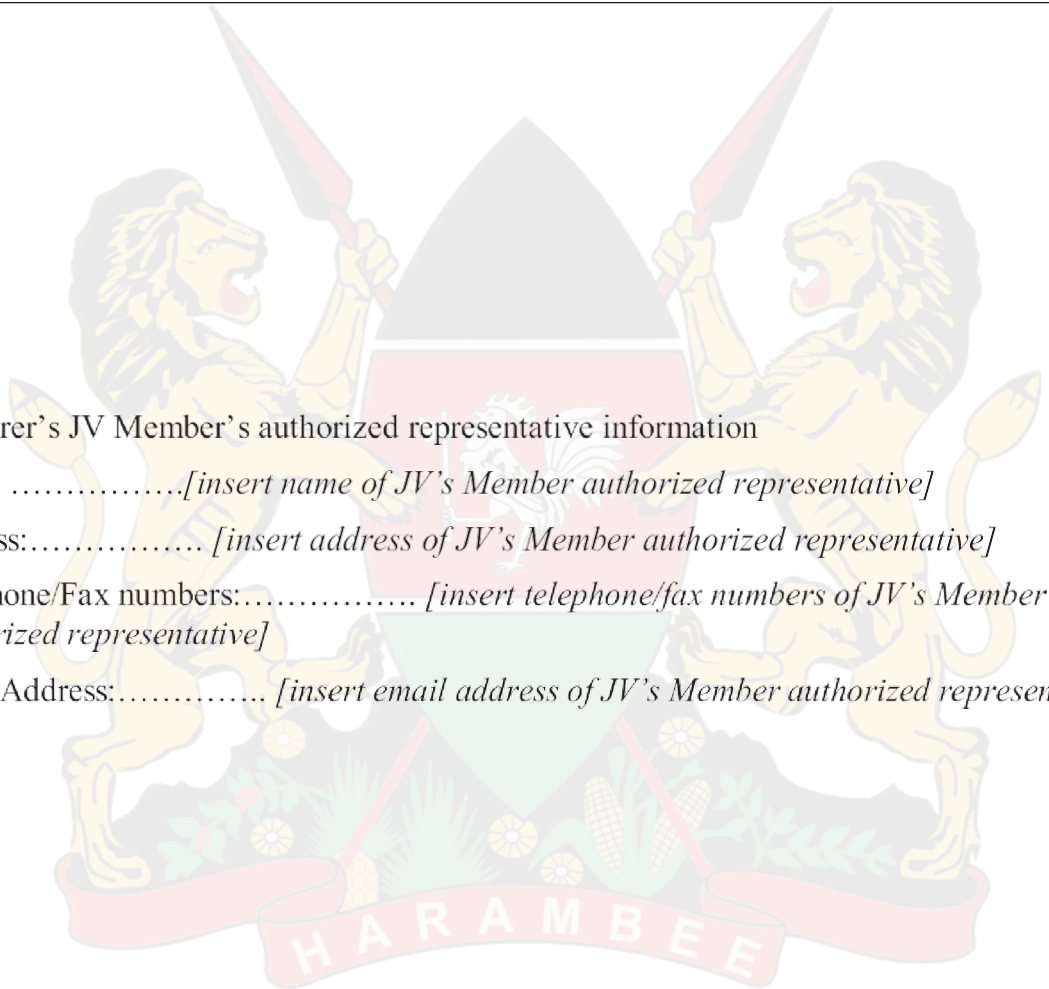 rer’s JV Member’s authorized representative information
…………….[insert name of JV’s Member authorized representative]
ss:……………. [insert address of JV’s Member authorized representative]
hone/Fax numbers:……………. [insert telephone/fax numbers of JV’s Member
rized representative]
Address:………….. [insert email address of JV’s Member authorized represen
HARAMBEE